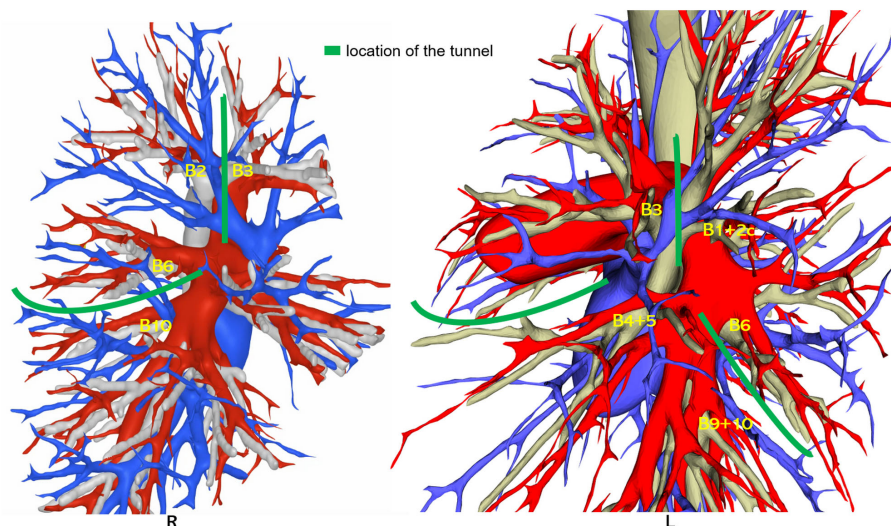 location of the tunnel
B2
B3
B6
B10
B3
B1+2c
B4+5
B6
B9+10
R
L